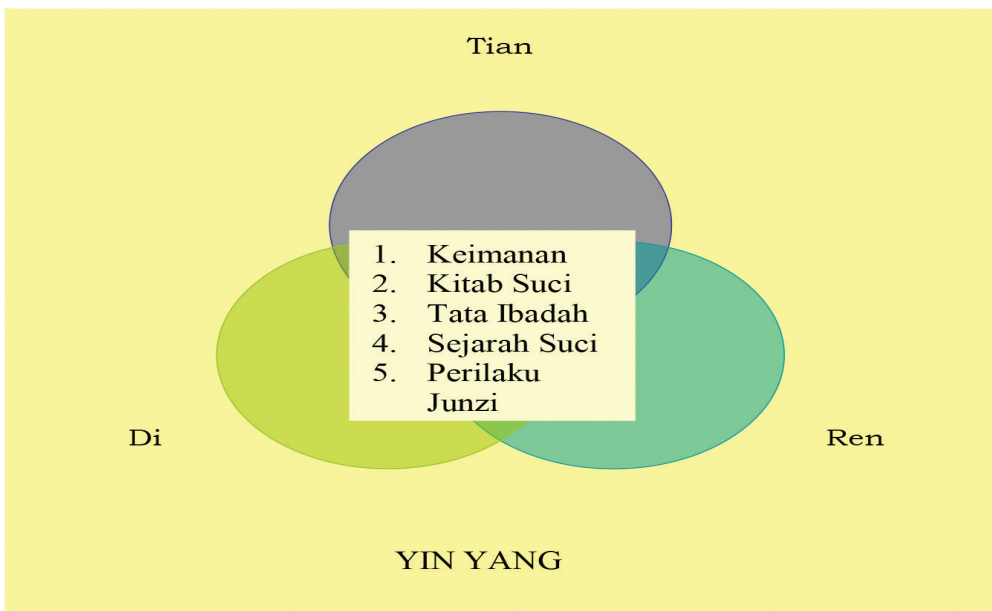 Tian
1. Keimanan
2. Kitab Suci
3. Tata Ibadah
4. Sejarah Suci
5. Perilaku
Junzi
Di
Ren
YIN YANG